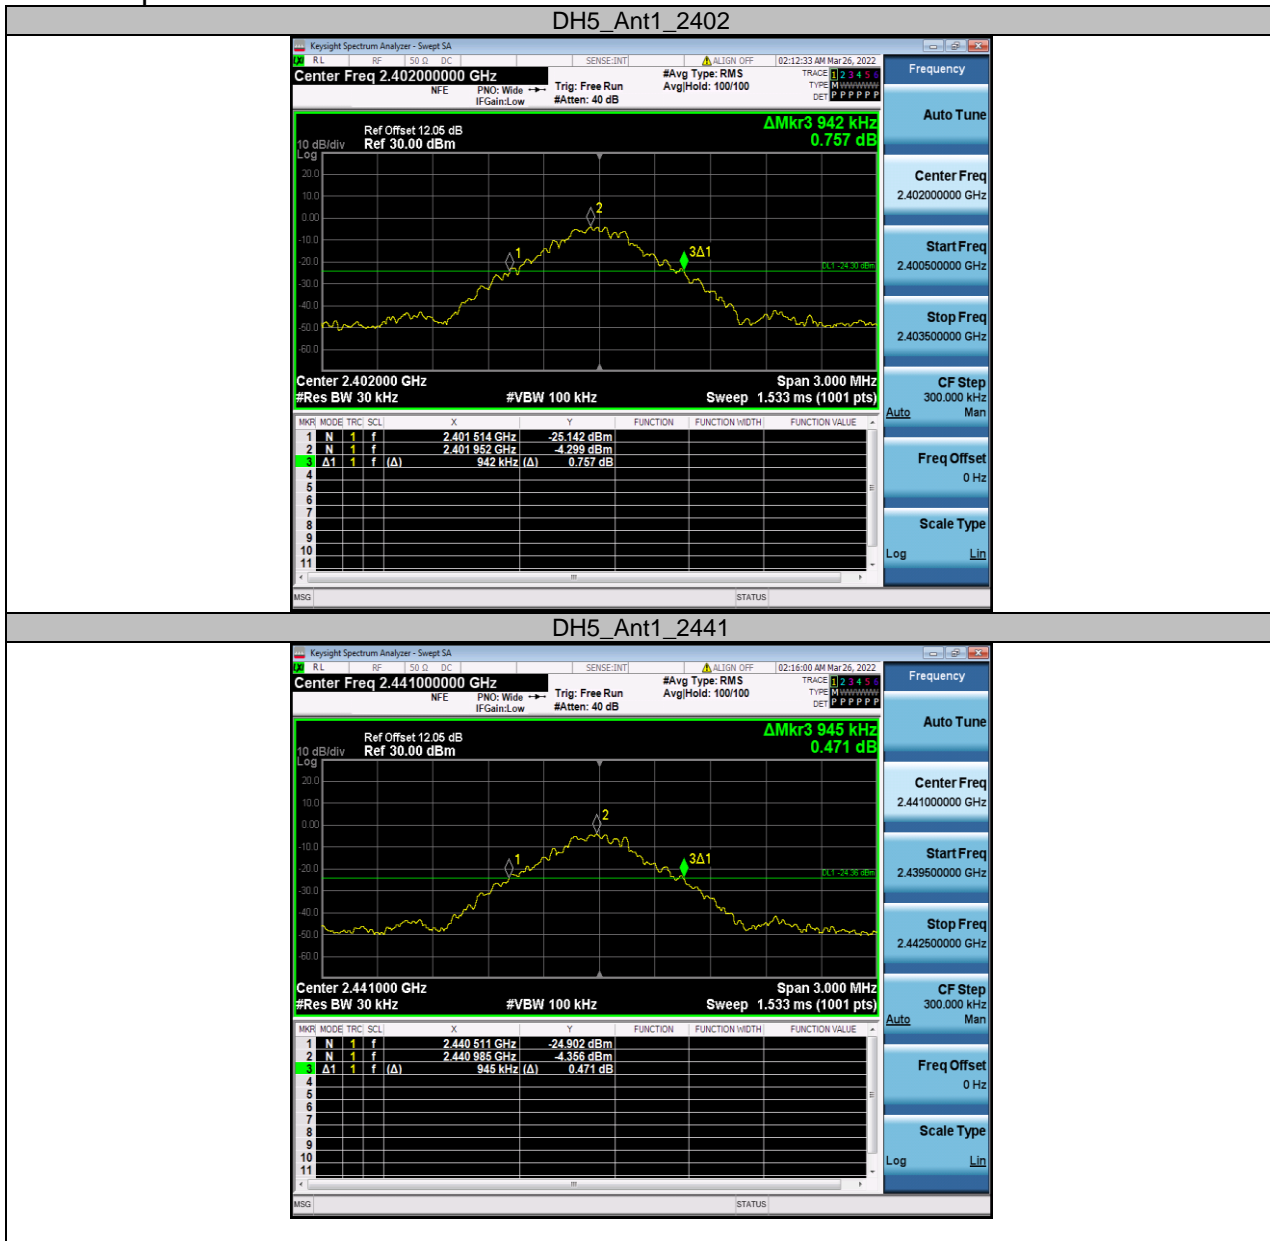 DH5_Ant1_2402
Keysight Spectrum Analyzer - Swept SA
RL RF 50 Ω DC SENSE:INT ALIGN OFF 02:12:33 AM Mar 26, 2022
Center Freq 2.402000000 GHz #Avg Type: RMS TRACE 1 2 3 4 5 6
NFE PNO: Wide Trig: Free Run Avg|Hold: 100/100 TYPE M WWWWW
IFGain:Low #Atten: 40 dB DET P P P P P P
Frequency
Auto Tune
Center Freq
2.402000000 GHz
Start Freq
2.400500000 GHz
Stop Freq
2.403500000 GHz
CF Step
300.000 kHz
Auto Man
Freq Offset
0 Hz
Scale Type
Log Lin
ΔMkr3 942 kHz
0.757 dB
Ref Offset 12.05 dB
10 dB/div Ref 30.00 dBm
Log
20.0
10.0
0.00
-10.0
-20.0
-30.0
-40.0
-50.0
-60.0
1
2
3Δ1
DL1 -24.30 dBm
Center 2.402000 GHz Span 3.000 MHz
#Res BW 30 kHz #VBW 100 kHz Sweep 1.533 ms (1001 pts)
MKR MODE TRC SCL X Y FUNCTION FUNCTION WIDTH FUNCTION VALUE
1 N 1 f 2.401 514 GHz -25.142 dBm
2 N 1 f 2.401 952 GHz -4.299 dBm
3 Δ1 1 f (Δ) 942 kHz (Δ) 0.757 dB
4
5
6
7
8
9
10
11
MSG STATUS
DH5_Ant1_2441
Keysight Spectrum Analyzer - Swept SA
RL RF 50 Ω DC SENSE:INT ALIGN OFF 02:16:00 AM Mar 26, 2022
Center Freq 2.441000000 GHz #Avg Type: RMS TRACE 1 2 3 4 5 6
NFE PNO: Wide Trig: Free Run Avg|Hold: 100/100 TYPE M WWWWW
IFGain:Low #Atten: 40 dB DET P P P P P P
Frequency
Auto Tune
Center Freq
2.441000000 GHz
Start Freq
2.439500000 GHz
Stop Freq
2.442500000 GHz
CF Step
300.000 kHz
Auto Man
Freq Offset
0 Hz
Scale Type
Log Lin
ΔMkr3 945 kHz
0.471 dB
Ref Offset 12.05 dB
10 dB/div Ref 30.00 dBm
Log
20.0
10.0
0.00
-10.0
-20.0
-30.0
-40.0
-50.0
-60.0
1
2
3Δ1
DL1 -24.36 dBm
Center 2.441000 GHz Span 3.000 MHz
#Res BW 30 kHz #VBW 100 kHz Sweep 1.533 ms (1001 pts)
MKR MODE TRC SCL X Y FUNCTION FUNCTION WIDTH FUNCTION VALUE
1 N 1 f 2.440 511 GHz -24.902 dBm
2 N 1 f 2.440 985 GHz -4.356 dBm
3 Δ1 1 f (Δ) 945 kHz (Δ) 0.471 dB
4
5
6
7
8
9
10
11
MSG STATUS